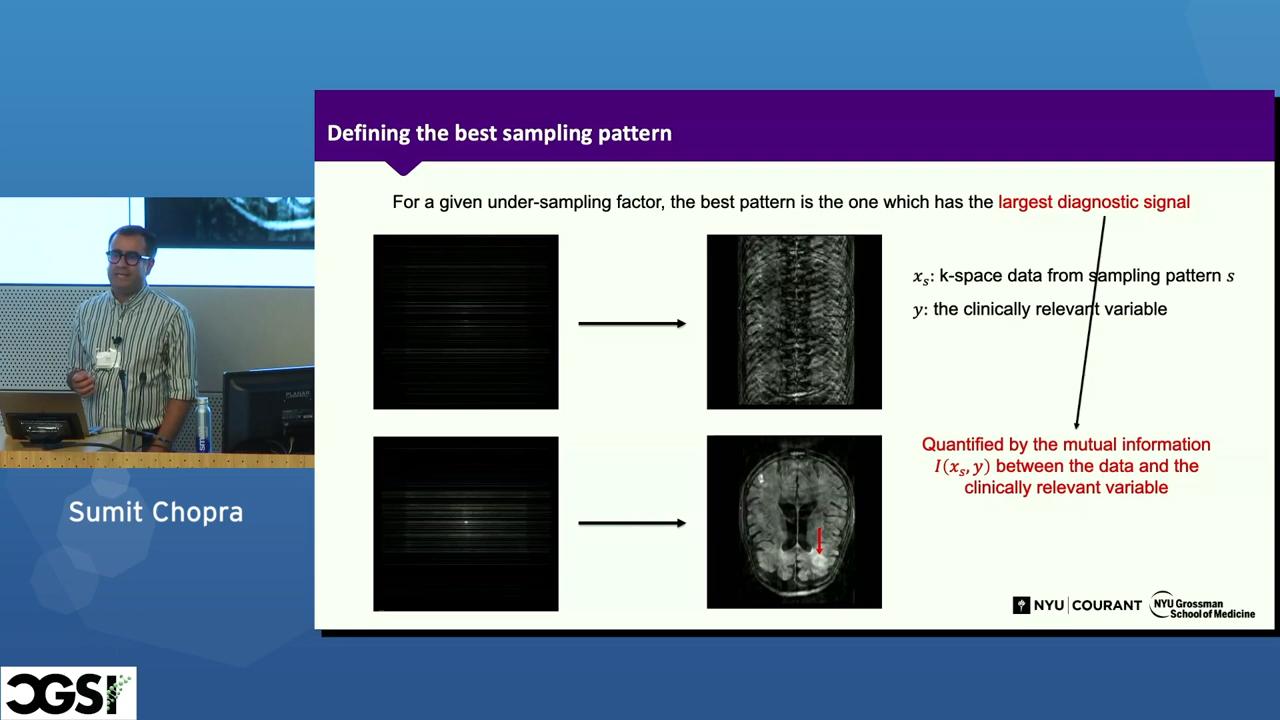 Defining the best sampling pattern
For a given under-sampling factor, the best pattern is the one which has the largest diagnostic signal
x_s: k-space data from sampling pattern s
y: the clinically relevant variable
Quantified by the mutual information
I(x_s, y) between the data and the
clinically relevant variable
NYU | COURANT
NYU Grossman
School of Medicine
PLANAR
Sumit Chopra
CGSI